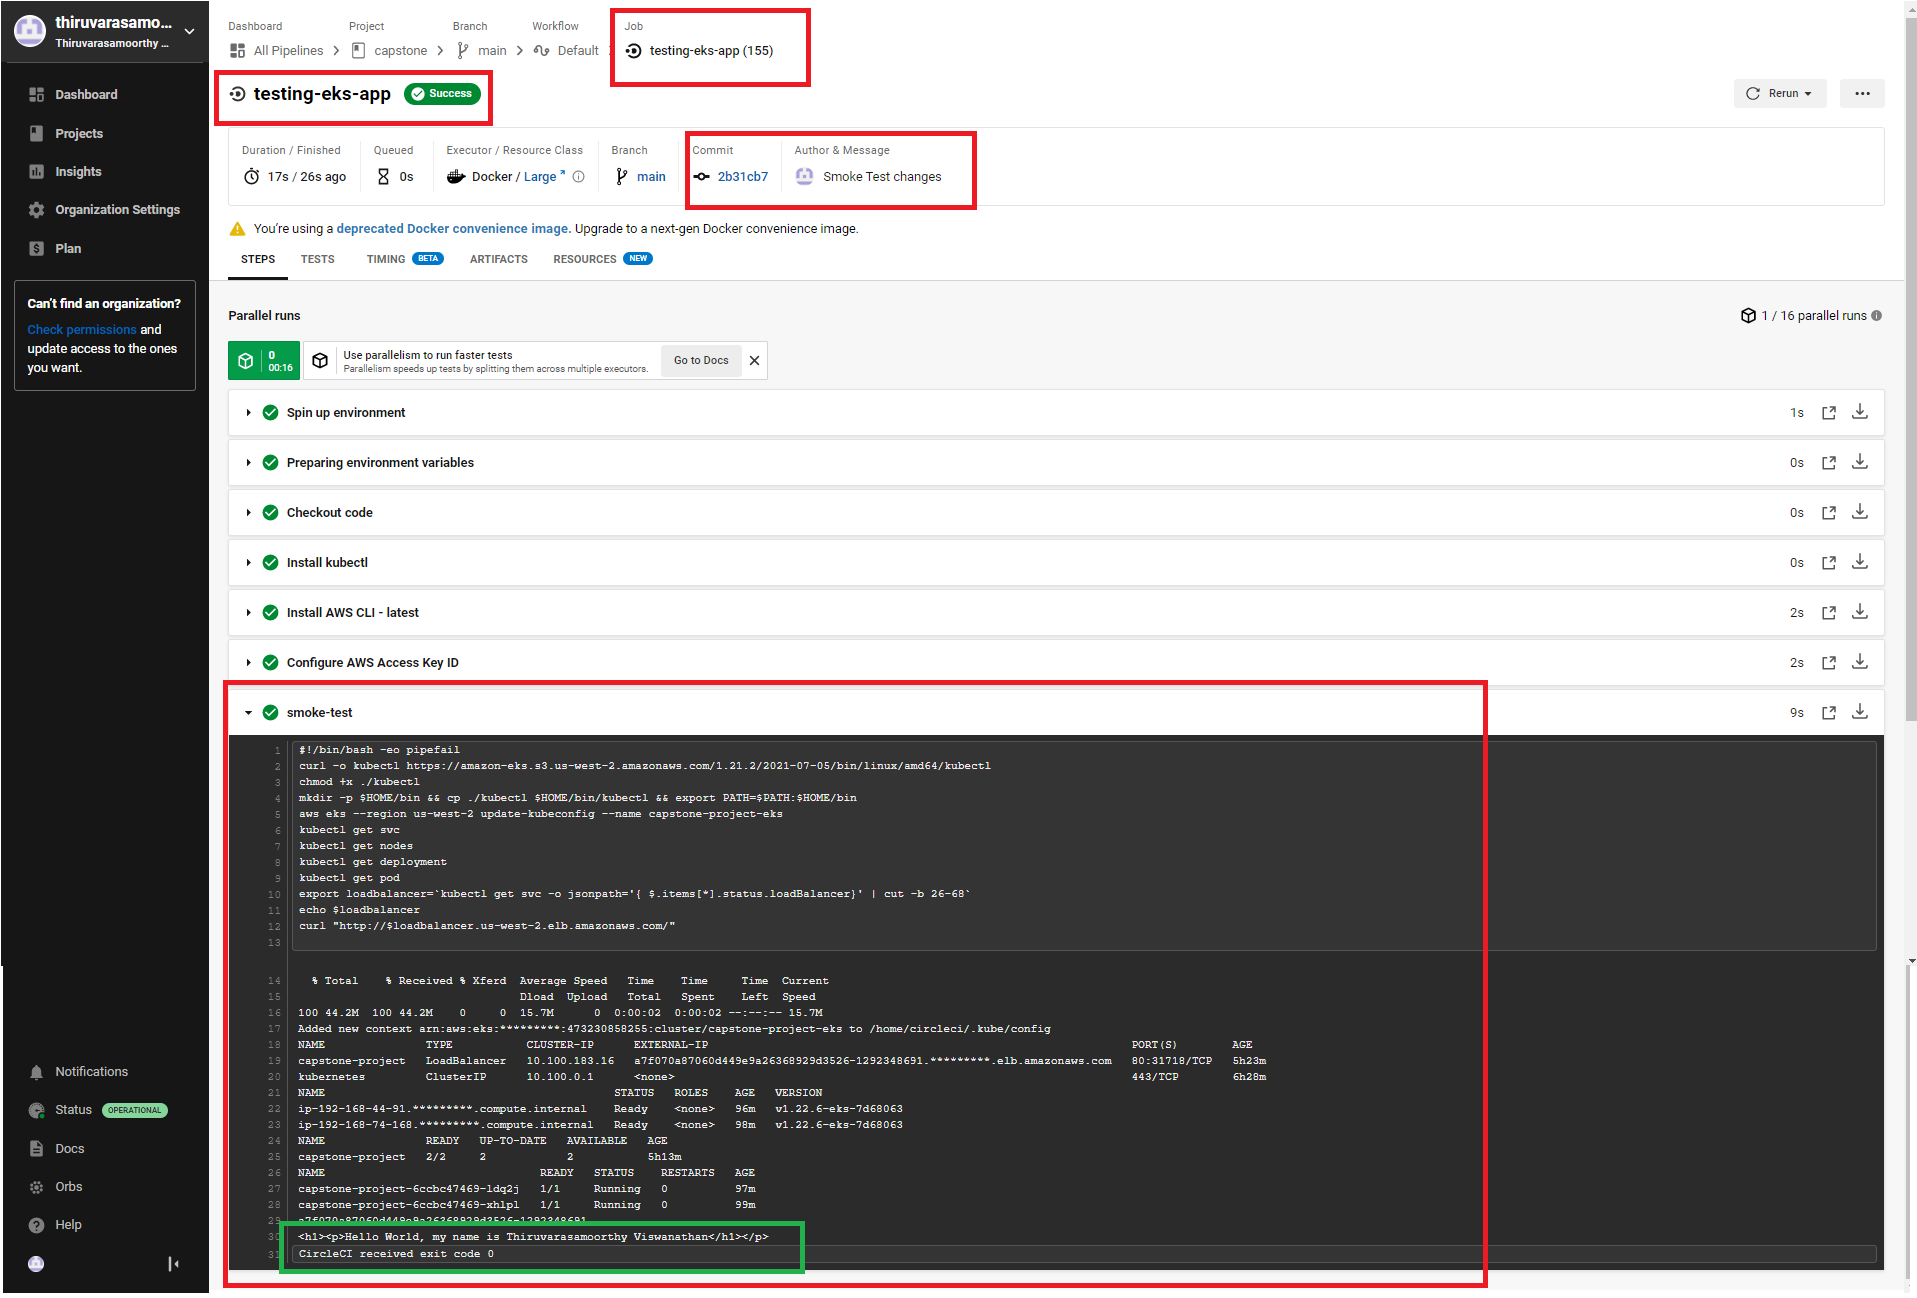 thiruvarasamo...
Thiruvarasamoorthy ...
Dashboard
Projects
Insights
Organization Settings
Plan
Can't find an organization?
Check permissions and
update access to the ones
you want.
Notifications
Status OPERATIONAL
Docs
Orbs
Help
Dashboard Project Branch Workflow Job
All Pipelines capstone main Default testing-eks-app (155)
testing-eks-app Success
Rerun
Duration / Finished Queued Executor / Resource Class Branch Commit Author & Message
17s / 26s ago 0s Docker / Large main 2b31cb7 Smoke Test changes
You're using a deprecated Docker convenience image. Upgrade to a next-gen Docker convenience image.
STEPS TESTS TIMING BETA ARTIFACTS RESOURCES NEW
Parallel runs
1 / 16 parallel runs
0
00:16
Use parallelism to run faster tests
Parallelism speeds up tests by splitting them across multiple executors.
Go to Docs
Spin up environment 1s
Preparing environment variables 0s
Checkout code 0s
Install kubectl 0s
Install AWS CLI - latest 2s
Configure AWS Access Key ID 2s
smoke-test 9s
1 #!/bin/bash -eo pipefail
2 curl -o kubectl https://amazon-eks.s3.us-west-2.amazonaws.com/1.21.2/2021-07-05/bin/linux/amd64/kubectl
3 chmod +x ./kubectl
4 mkdir -p $HOME/bin && cp ./kubectl $HOME/bin/kubectl && export PATH=$PATH:$HOME/bin
5 aws eks --region us-west-2 update-kubeconfig --name capstone-project-eks
6 kubectl get svc
7 kubectl get nodes
8 kubectl get deployment
9 kubectl get pod
10 export loadbalancer=`kubectl get svc -o jsonpath='{ $.items[*].status.loadBalancer}' | cut -b 26-68`
11 echo $loadbalancer
12 curl "http://$loadbalancer.us-west-2.elb.amazonaws.com/"
13
14 % Total % Received % Xferd Average Speed Time Time Time Current
15 Dload Upload Total Spent Left Speed
16 100 44.2M 100 44.2M 0 0 15.7M 0 0:00:02 0:00:02 --:--:-- 15.7M
17 Added new context arn:aws:eks:*********:473230858255:cluster/capstone-project-eks to /home/circleci/.kube/config
18 NAME TYPE CLUSTER-IP EXTERNAL-IP PORT(S) AGE
19 capstone-project LoadBalancer 10.100.183.16 a7f070a87060d449e9a26368929d3526-1292348691.*********.elb.amazonaws.com 80:31718/TCP 5h23m
20 kubernetes ClusterIP 10.100.0.1 <none> 443/TCP 6h28m
21 NAME STATUS ROLES AGE VERSION
22 ip-192-168-44-91.*********.compute.internal Ready <none> 96m v1.22.6-eks-7d68063
23 ip-192-168-74-168.*********.compute.internal Ready <none> 98m v1.22.6-eks-7d68063
24 NAME READY UP-TO-DATE AVAILABLE AGE
25 capstone-project 2/2 2 2 5h13m
26 NAME READY STATUS RESTARTS AGE
27 capstone-project-6ccbc47469-ldq2j 1/1 Running 0 97m
28 capstone-project-6ccbc47469-xhlpl 1/1 Running 0 99m
29 a7f070a87060d449e9a26368929d3526-1292348691
30 <h1><p>Hello World, my name is Thiruvarasamoorthy Viswanathan</h1></p>
31 CircleCI received exit code 0